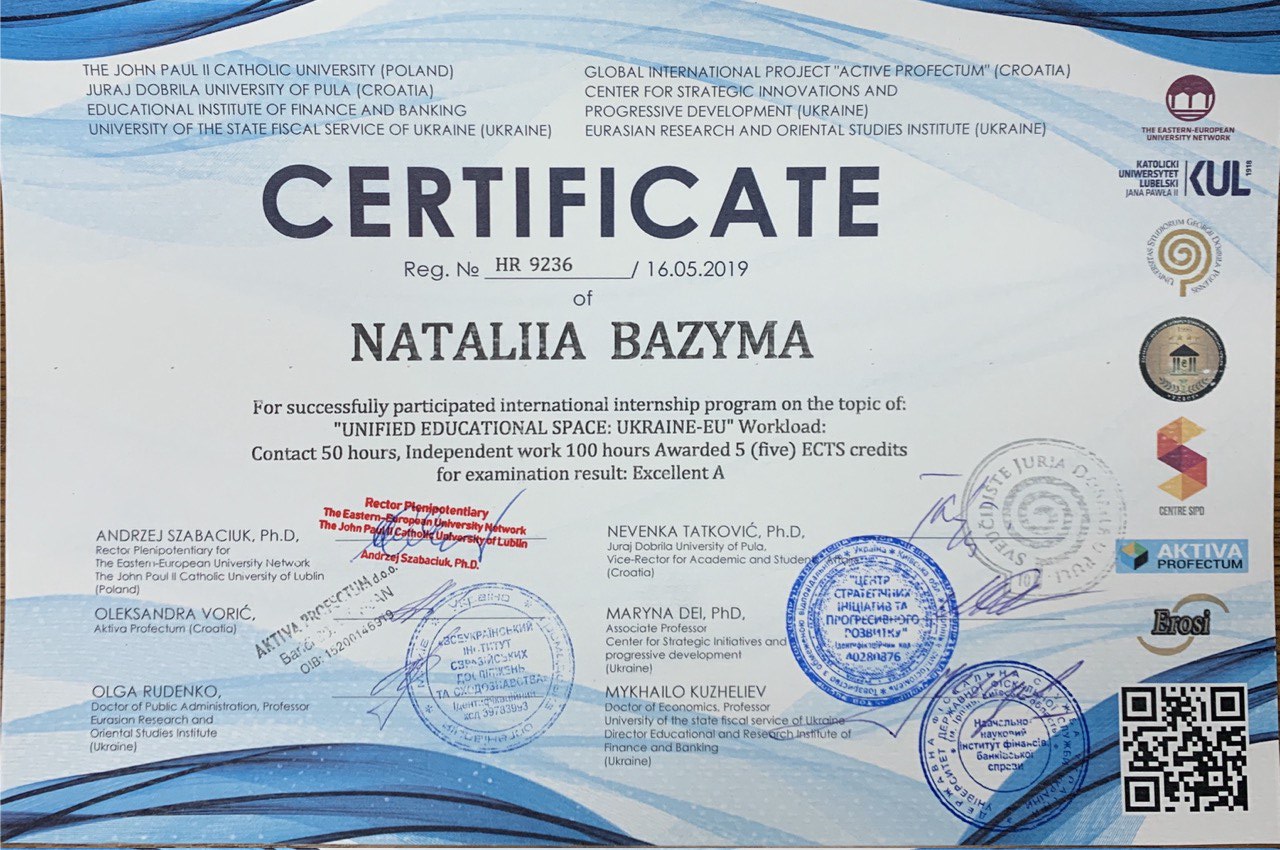 THE JOHN PAUL II CATHOLIC UNIVERSITY (POLAND)
JURAJ DOBRILA UNIVERSITY OF PULA (CROATIA)
EDUCATIONAL INSTITUTE OF FINANCE AND BANKING
UNIVERSITY OF THE STATE FISCAL SERVICE OF UKRAINE (UKRAINE)
GLOBAL INTERNATIONAL PROJECT "ACTIVE PROFECTUM" (CROATIA)
CENTER FOR STRATEGIC INNOVATIONS AND
PROGRESSIVE DEVELOPMENT (UKRAINE)
EURASIAN RESEARCH AND ORIENTAL STUDIES INSTITUTE (UKRAINE)
THE EASTERN-EUROPEAN
UNIVERSITY NETWORK
KATOLICKI
UNIWERSYTET
LUBELSKI
JANA PAWŁA II
KUL
1918
CERTIFICATE
Reg. № HR 9236 / 16.05.2019
of
NATALIIA BAZYMA
For successfully participated international internship program on the topic of:
"UNIFIED EDUCATIONAL SPACE: UKRAINE-EU" Workload:
Contact 50 hours, Independent work 100 hours Awarded 5 (five) ECTS credits
for examination result: Excellent A
CENTRE SIPD
AKTIVA
PROFECTUM
Erosi
Rector Plenipotentiary
The Eastern-European University Network
The John Paul II Catholic University of Lublin
Andrzej Szabaciuk, Ph.D.
ANDRZEJ SZABACIUK, Ph.D,
Rector Plenipotentiary for
The Eastern-European University Network
The John Paul II Catholic University of Lublin
(Poland)
NEVENKA TATKOVIĆ, Ph.D,
Juraj Dobrila University of Pula,
Vice-Rector for Academic and Student
(Croatia)
SVEUČILIŠTE JURJA DOBRILE U PULI
OLEKSANDRA VORIĆ,
Aktiva Profectum (Croatia)
AKTIVA PROFECTUM d.o.o.
MARYNA DEI, PhD,
Associate Professor
Center for Strategic Initiatives and
progressive development
(Ukraine)
"ЦЕНТР
СТРАТЕГІЧНИХ
ІНІЦІАТИВ ТА
ПРОГРЕСИВНОГО
РОЗВИТКУ"
Ідентифікаційний код
40280376
Україна
«ВСЕУКРАЇНСЬКИЙ
ІНСТИТУТ
ЄВРАЗІЙСЬКИХ
ДОСЛІДЖЕНЬ
ТА СХОДОЗНАВСТВА»
Ідентифікаційний
код 39783993
OLGA RUDENKO,
Doctor of Public Administration, Professor
Eurasian Research and
Oriental Studies Institute
(Ukraine)
MYKHAILO KUZHELIEV
Doctor of Economics, Professor
University of the state fiscal service of Ukraine
Director Educational and Research Institute of
Finance and Banking
(Ukraine)
Навчально-
науковий
інститут фінансів,
банківської
справи